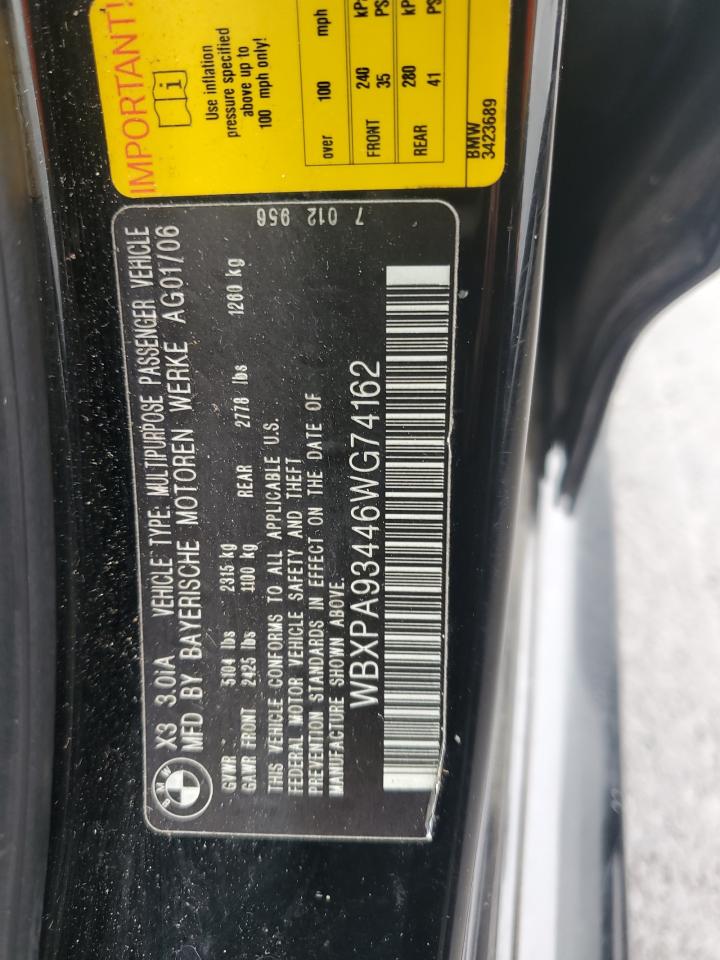 IMPORTANT!
Use inflation
pressure specified
above up to
100 mph only!
over 100 mph
FRONT 240 35
REAR 280 41
BMW
3423689
BMW
X3 3.0iA VEHICLE TYPE: MULTIPURPOSE PASSENGER VEHICLE
MFD BY BAYERISCHE MOTOREN WERKE AG01/06
GVWR 5104 lbs 2315 kg
GAWR FRONT 2425 lbs 1100 kg REAR 2778 lbs 1260 kg
THIS VEHICLE CONFORMS TO ALL APPLICABLE U.S.
FEDERAL MOTOR VEHICLE SAFETY AND THEFT
PREVENTION STANDARDS IN EFFECT ON THE DATE OF
MANUFACTURE SHOWN ABOVE.
WBXPA93446WG74162
7 012 956